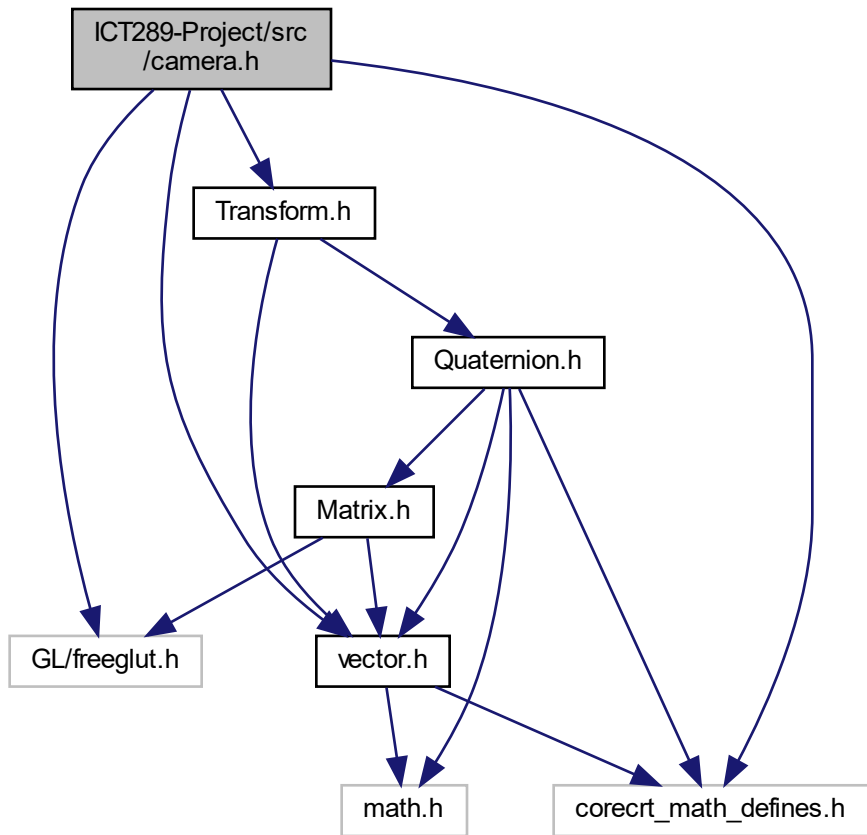 ICT289-Project/src
/camera.h
Transform.h
Quaternion.h
Matrix.h
GL/freeglut.h
vector.h
math.h
corecrt_math_defines.h